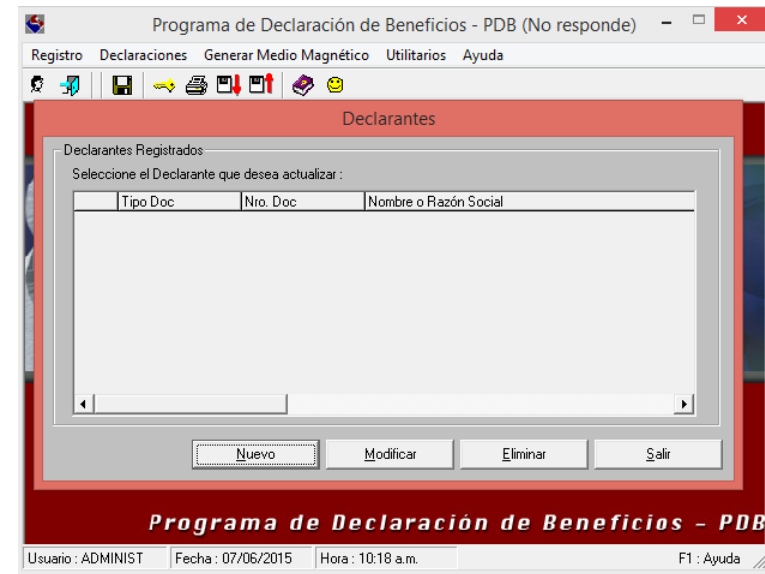 Programa de Declaración de Beneficios - PDB (No responde)
Registro Declaraciones Generar Medio Magnético Utilitarios Ayuda
Declarantes
Declarantes Registrados
Seleccione el Declarante que desea actualizar :
Tipo Doc Nro. Doc Nombre o Razón Social
Nuevo Modificar Eliminar Salir
Programa de Declaración de Beneficios - PDB
Usuario : ADMINIST Fecha : 07/06/2015 Hora : 10:18 a.m. F1 : Ayuda